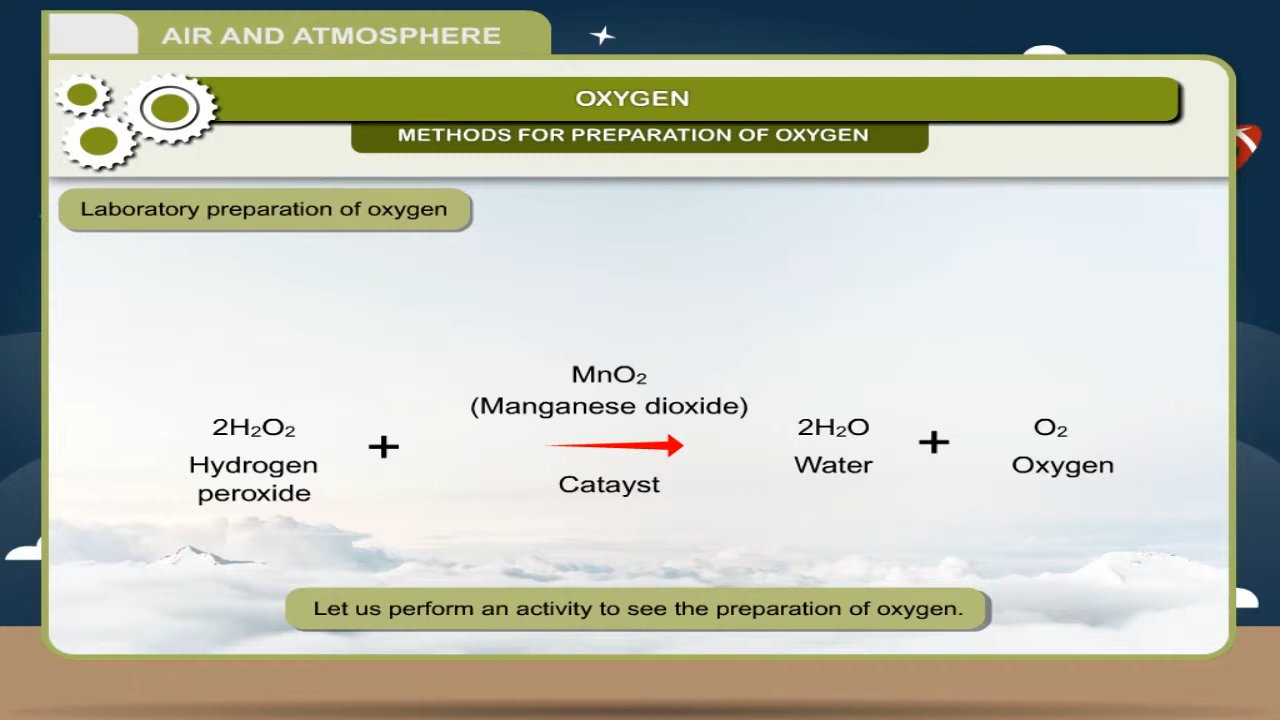 AIR AND ATMOSPHERE
OXYGEN
METHODS FOR PREPARATION OF OXYGEN
Laboratory preparation of oxygen
MnO₂
(Manganese dioxide)
2H₂O₂ + 2H₂O + O₂
Hydrogen peroxide
Catayst
Water
Oxygen
Let us perform an activity to see the preparation of oxygen.